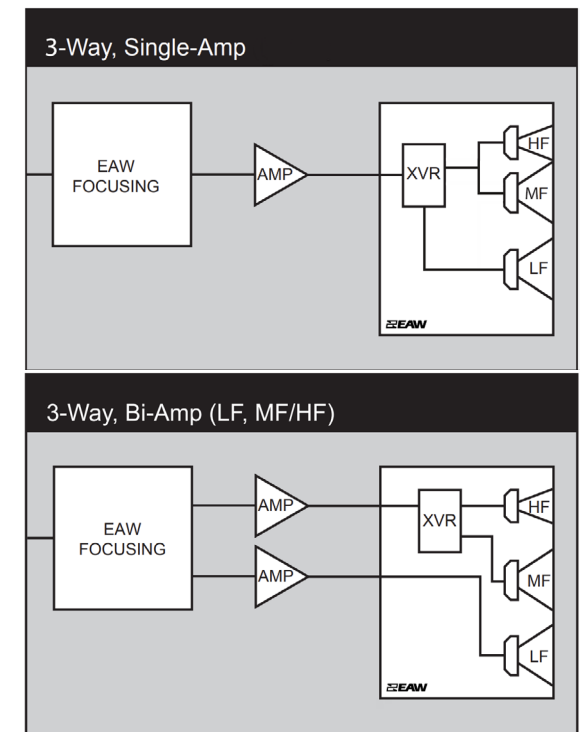 3-Way, Single-Amp
EAW
FOCUSING
AMP
XVR
HF
MF
LF
EAW
3-Way, Bi-Amp (LF, MF/HF)
EAW
FOCUSING
AMP
AMP
XVR
HF
MF
LF
EAW